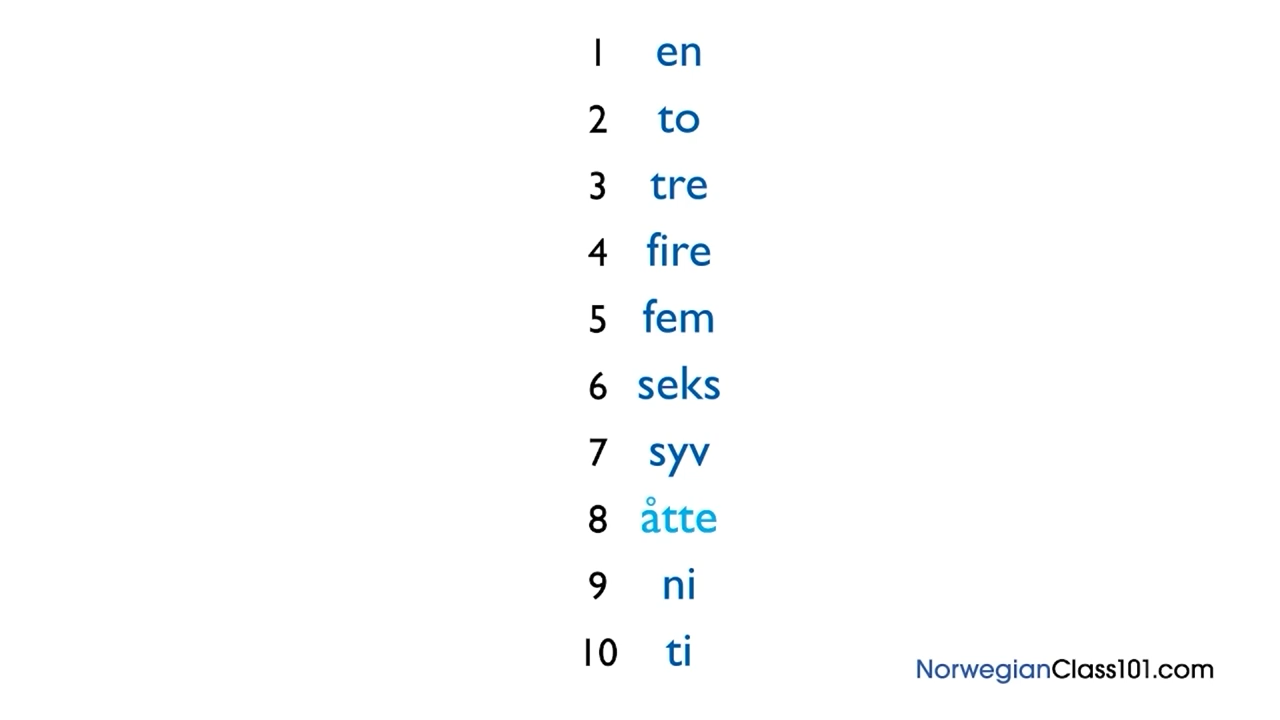 1 en
2 to
3 tre
4 fire
5 fem
6 seks
7 syv
8 åtte
9 ni
10 ti
NorwegianClass101.com